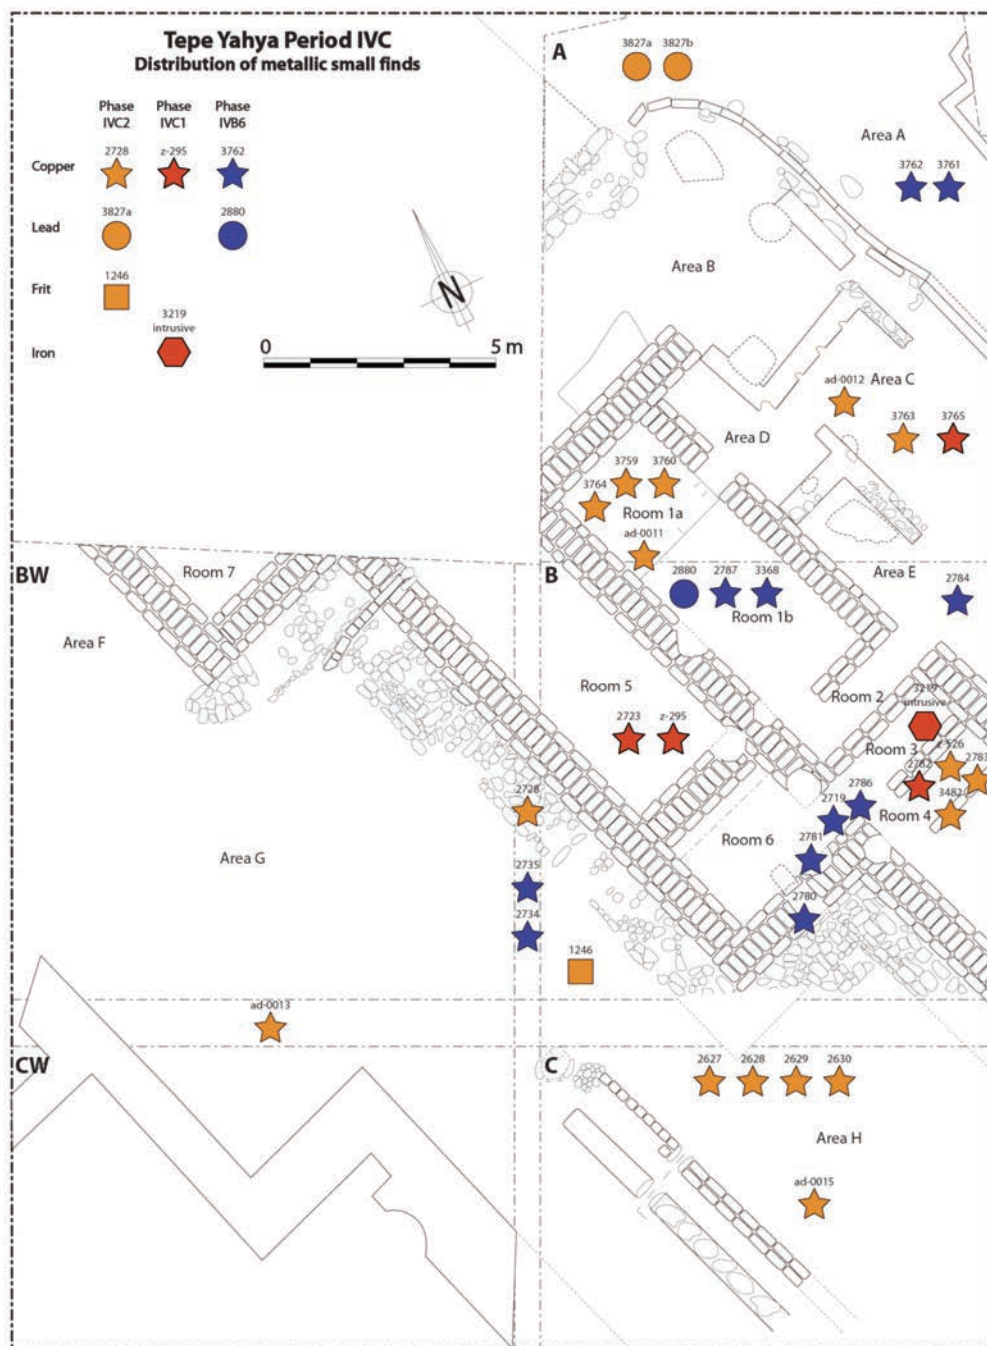 Tepe Yahya Period IVC
Distribution of metallic small finds
Phase IVC2
Phase IVC1
Phase IVB6
Copper
2728
z-295
3762
Lead
3827a
2880
Frit
1246
Iron
3219
intrusive
N
0
5 m
A
3827a
3827b
Area A
3762
3761
Area B
ad-0012
Area C
3763
3765
Area D
3759
3760
3764
Room 1a
ad-0011
BW
Room 7
Area F
B
2880
2787
3368
Room 1b
Area E
2784
Room 5
2723
z-295
Room 2
3219
intrusive
Room 3
z-526
2782
2783
3482
Room 4
2786
2719
Room 6
2781
2780
2728
Area G
2735
2734
1246
ad-0013
CW
C
2627
2628
2629
2630
Area H
ad-0015